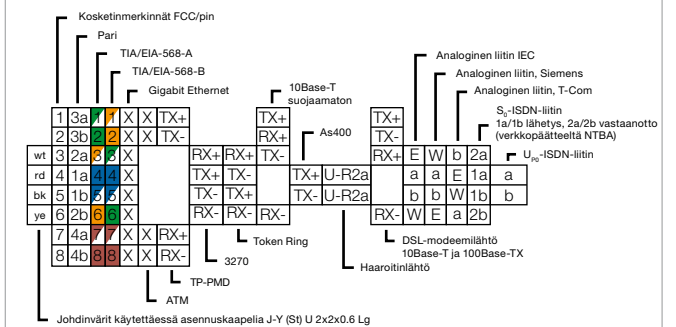 Kosketinmerkinnät FCC/pin
Pari
TIA/EIA-568-A
TIA/EIA-568-B
Gigabit Ethernet
10Base-T
suojaamaton
As400
Analoginen liitin IEC
Analoginen liitin, Siemens
Analoginen liitin, T-Com
S0-ISDN-liitin
1a/1b lähetys, 2a/2b vastaanotto
(verkkopäätteeltä NTBA)
UP0-ISDN-liitin
1 3a 1 1 X X TX+ TX+ TX+
2 3b 2 2 X X TX- RX+ TX-
wt 3 2a 3 3 X RX+ RX+ TX- RX+ E W b 2a
rd 4 1a 4 4 X TX+ TX- TX+ U-R2a a a E 1a a
bk 5 1b 5 5 X TX- TX+ TX- U-R2a b b W 1b b
ye 6 2b 6 6 X RX- RX- RX- RX- W E a 2b
7 4a 7 7 X X RX+
8 4b 8 8 X X RX-
Token Ring
3270
TP-PMD
ATM
DSL-modeemilähtö
10Base-T ja 100Base-TX
Haaroitinlähtö
Johdinvärit käytettäessä asennuskaapelia J-Y (St) U 2x2x0.6 Lg